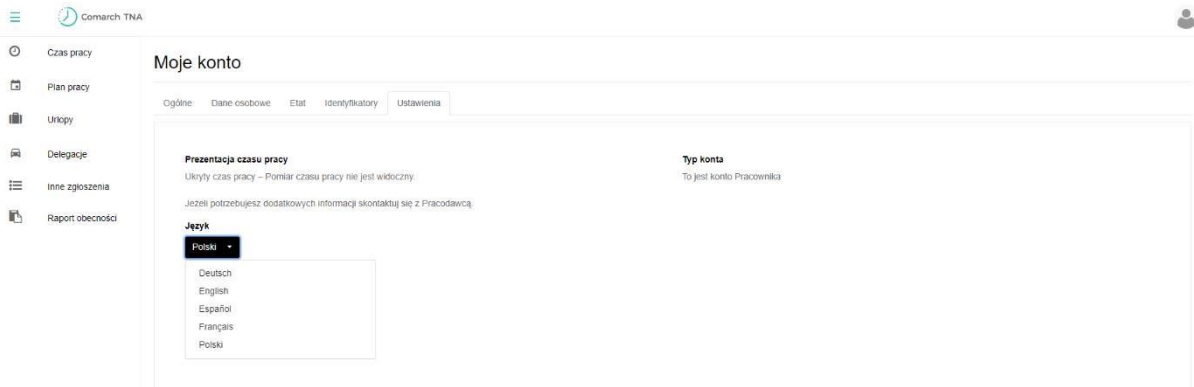 Comarch TNA
Czas pracy
Plan pracy
Urlopy
Delegacje
Inne zgłoszenia
Raport obecności
Moje konto
Ogólne Dane osobowe Etat Identyfikatory Ustawienia
Prezentacja czasu pracy
Ukryty czas pracy – Pomiar czasu pracy nie jest widoczny.
Jeżeli potrzebujesz dodatkowych informacji skontaktuj się z Pracodawcą.
Typ konta
To jest konto Pracownika
Język
Polski
Deutsch
English
Español
Français
Polski